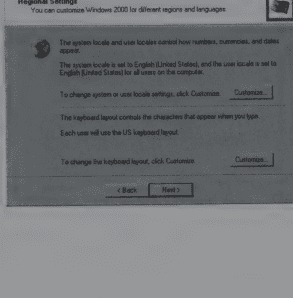 Regional Settings
You can customize Windows 2000 for different regions and languages.
The system locale and user locales control how numbers, currencies, and dates
appear.
The system locale is set to English (United States), and the user locale is set to
English (United States) for all users on the computer.
To change system or user locale settings, click Customize.
Customize...
The keyboard layout controls the characters that appear when you type.
Each user will use the US keyboard layout.
To change the keyboard layout, click Customize.
Customize...
< Back
Next >